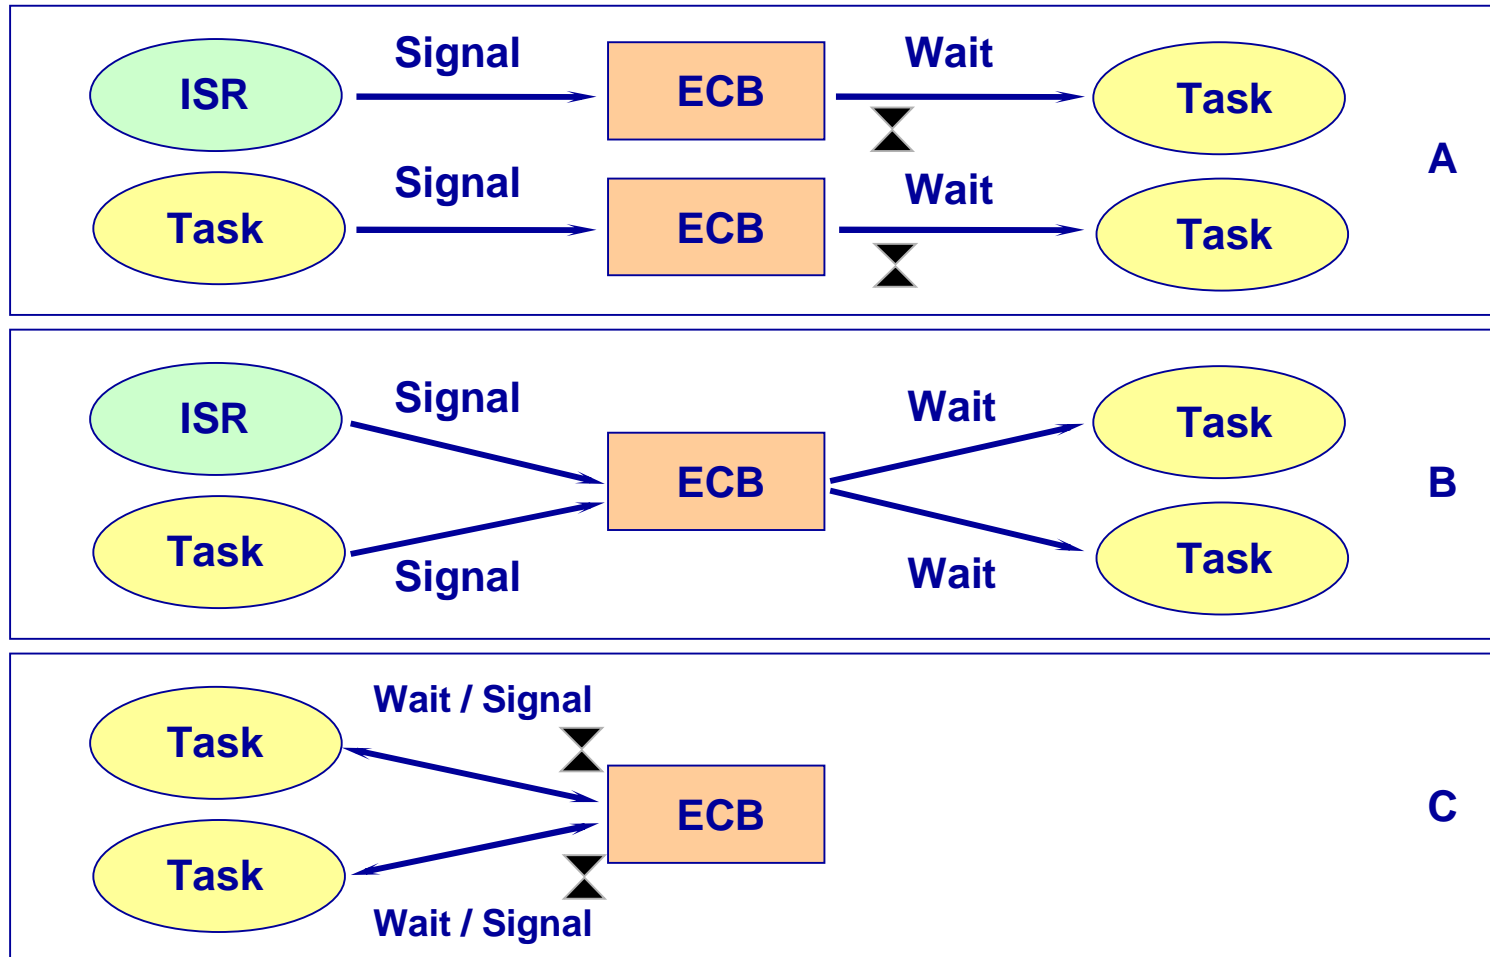 Signal
Wait
ISR
ECB
Task
A
Signal
Wait
Task
ECB
Task
Signal
Wait
ISR
Task
ECB
B
Task
Task
Signal
Wait
Wait / Signal
Task
ECB
C
Task
Wait / Signal